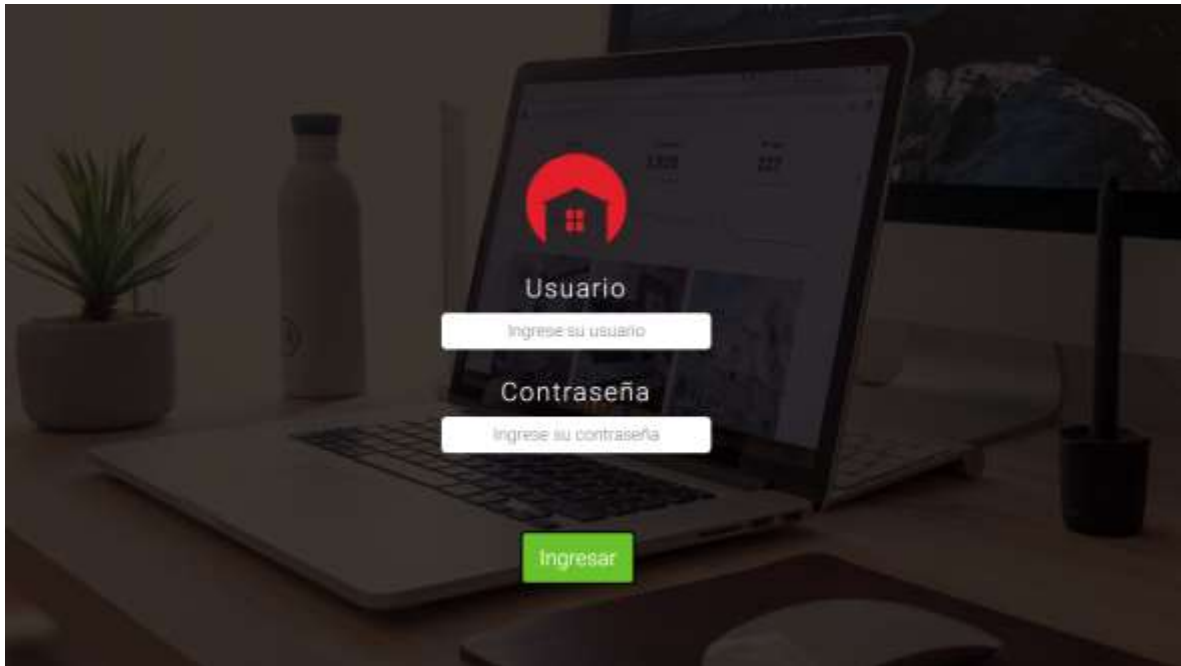 Usuario
Ingrese su usuario
Contraseña
Ingrese su contraseña
Ingresar